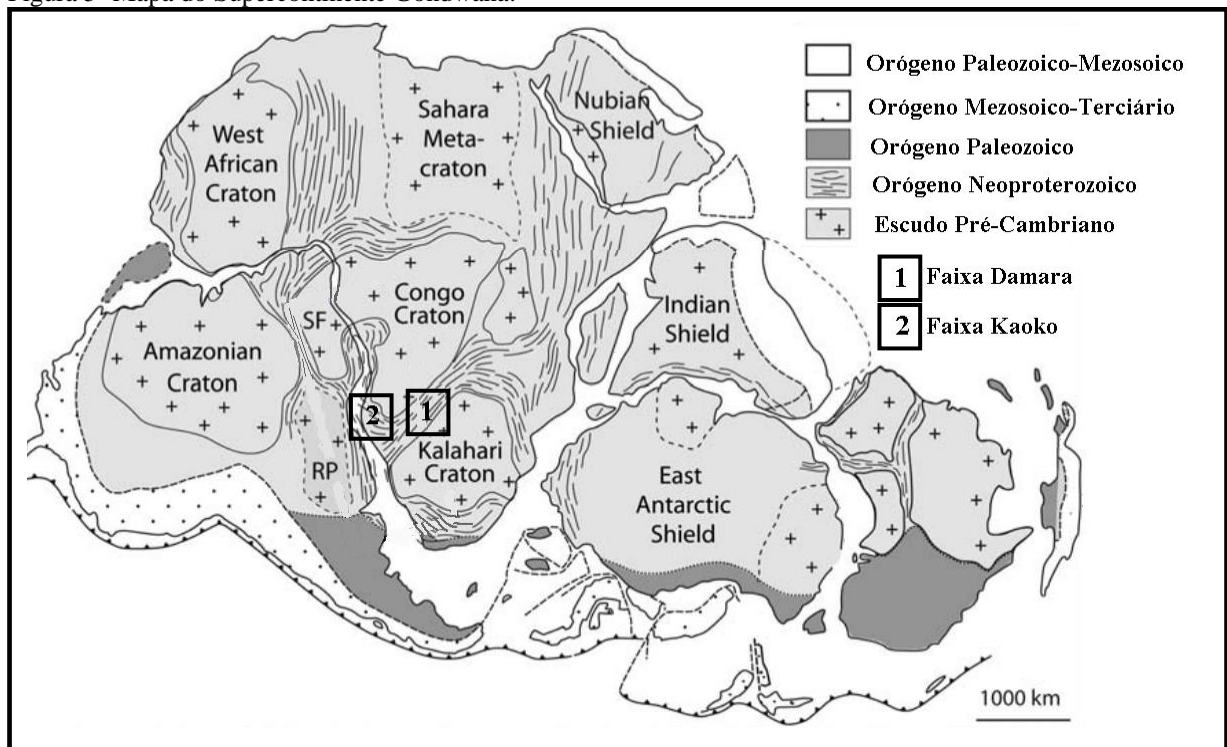 Figura 3- Mapa do Supercontinente Gondwana.
West
African
Craton
Sahara
Meta-
craton
Nubian
Shield
Orógeno Paleozoico-Mezosoico
Orógeno Mezosoico-Terciário
Orógeno Paleozoico
Orógeno Neoproterozoico
Escudo Pré-Cambriano
1 Faixa Damara
2 Faixa Kaoko
Amazonian
Craton
SF
Congo
Craton
Indian
Shield
2
1
RP
Kalahari
Craton
East
Antarctic
Shield
1000 km